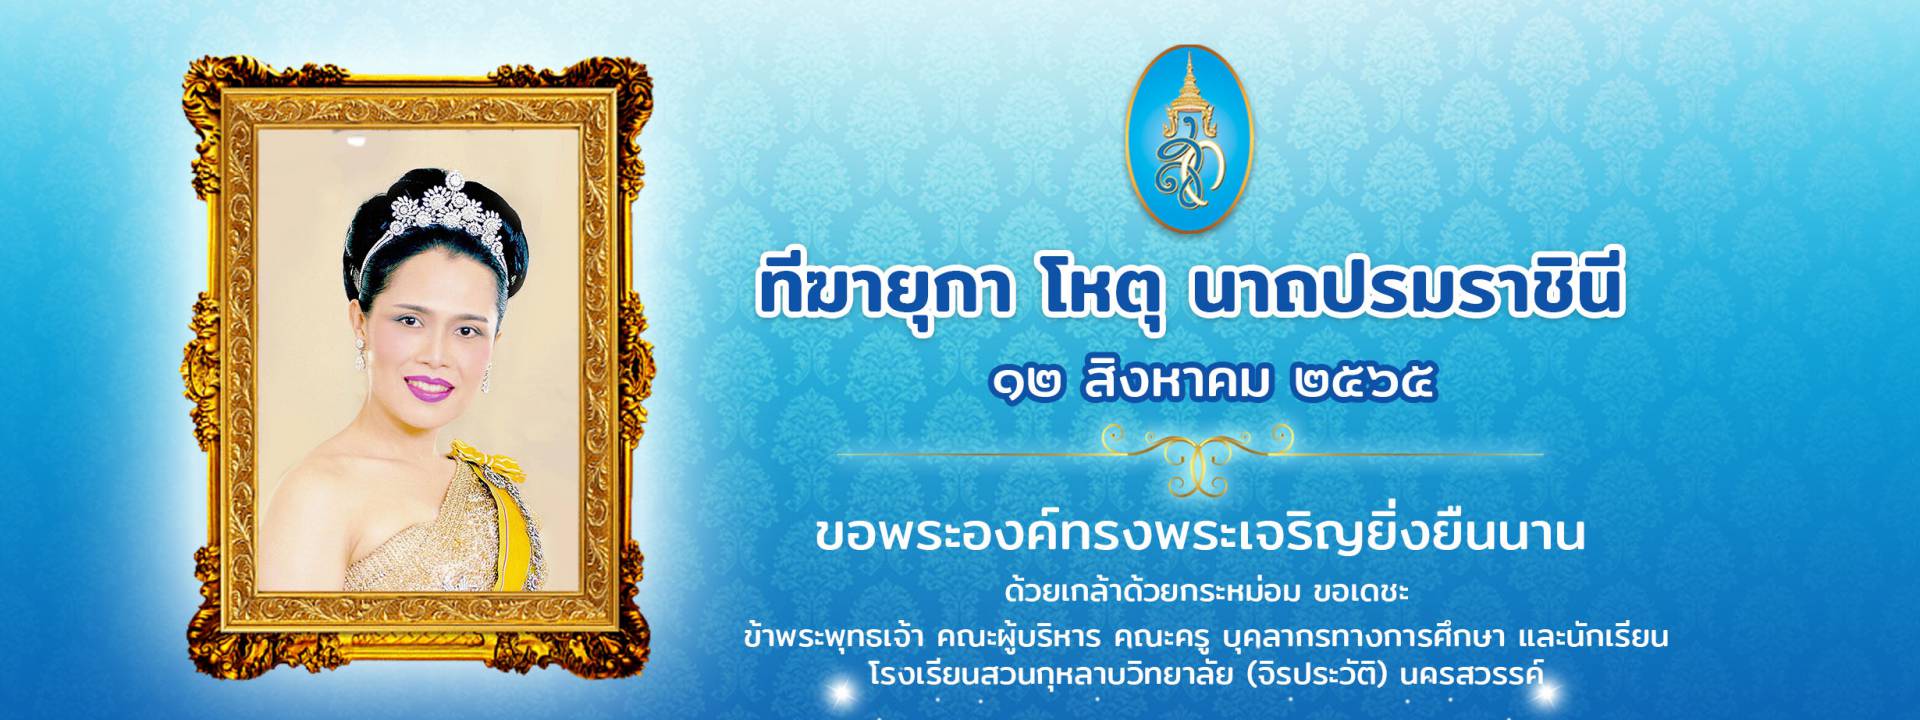 ทีฆายุกา โหตุ นาถปรมราชินี
๑๒ สิงหาคม ๒๕๖๕
ขอพระองค์ทรงพระเจริญยิ่งยืนนาน
ด้วยเกล้าด้วยกระหม่อม ขอเดชะ
ข้าพระพุทธเจ้า คณะผู้บริหาร คณะครู บุคลากรทางการศึกษา และนักเรียน
โรงเรียนสวนกุหลาบวิทยาลัย (จิรประวัติ) นครสวรรค์